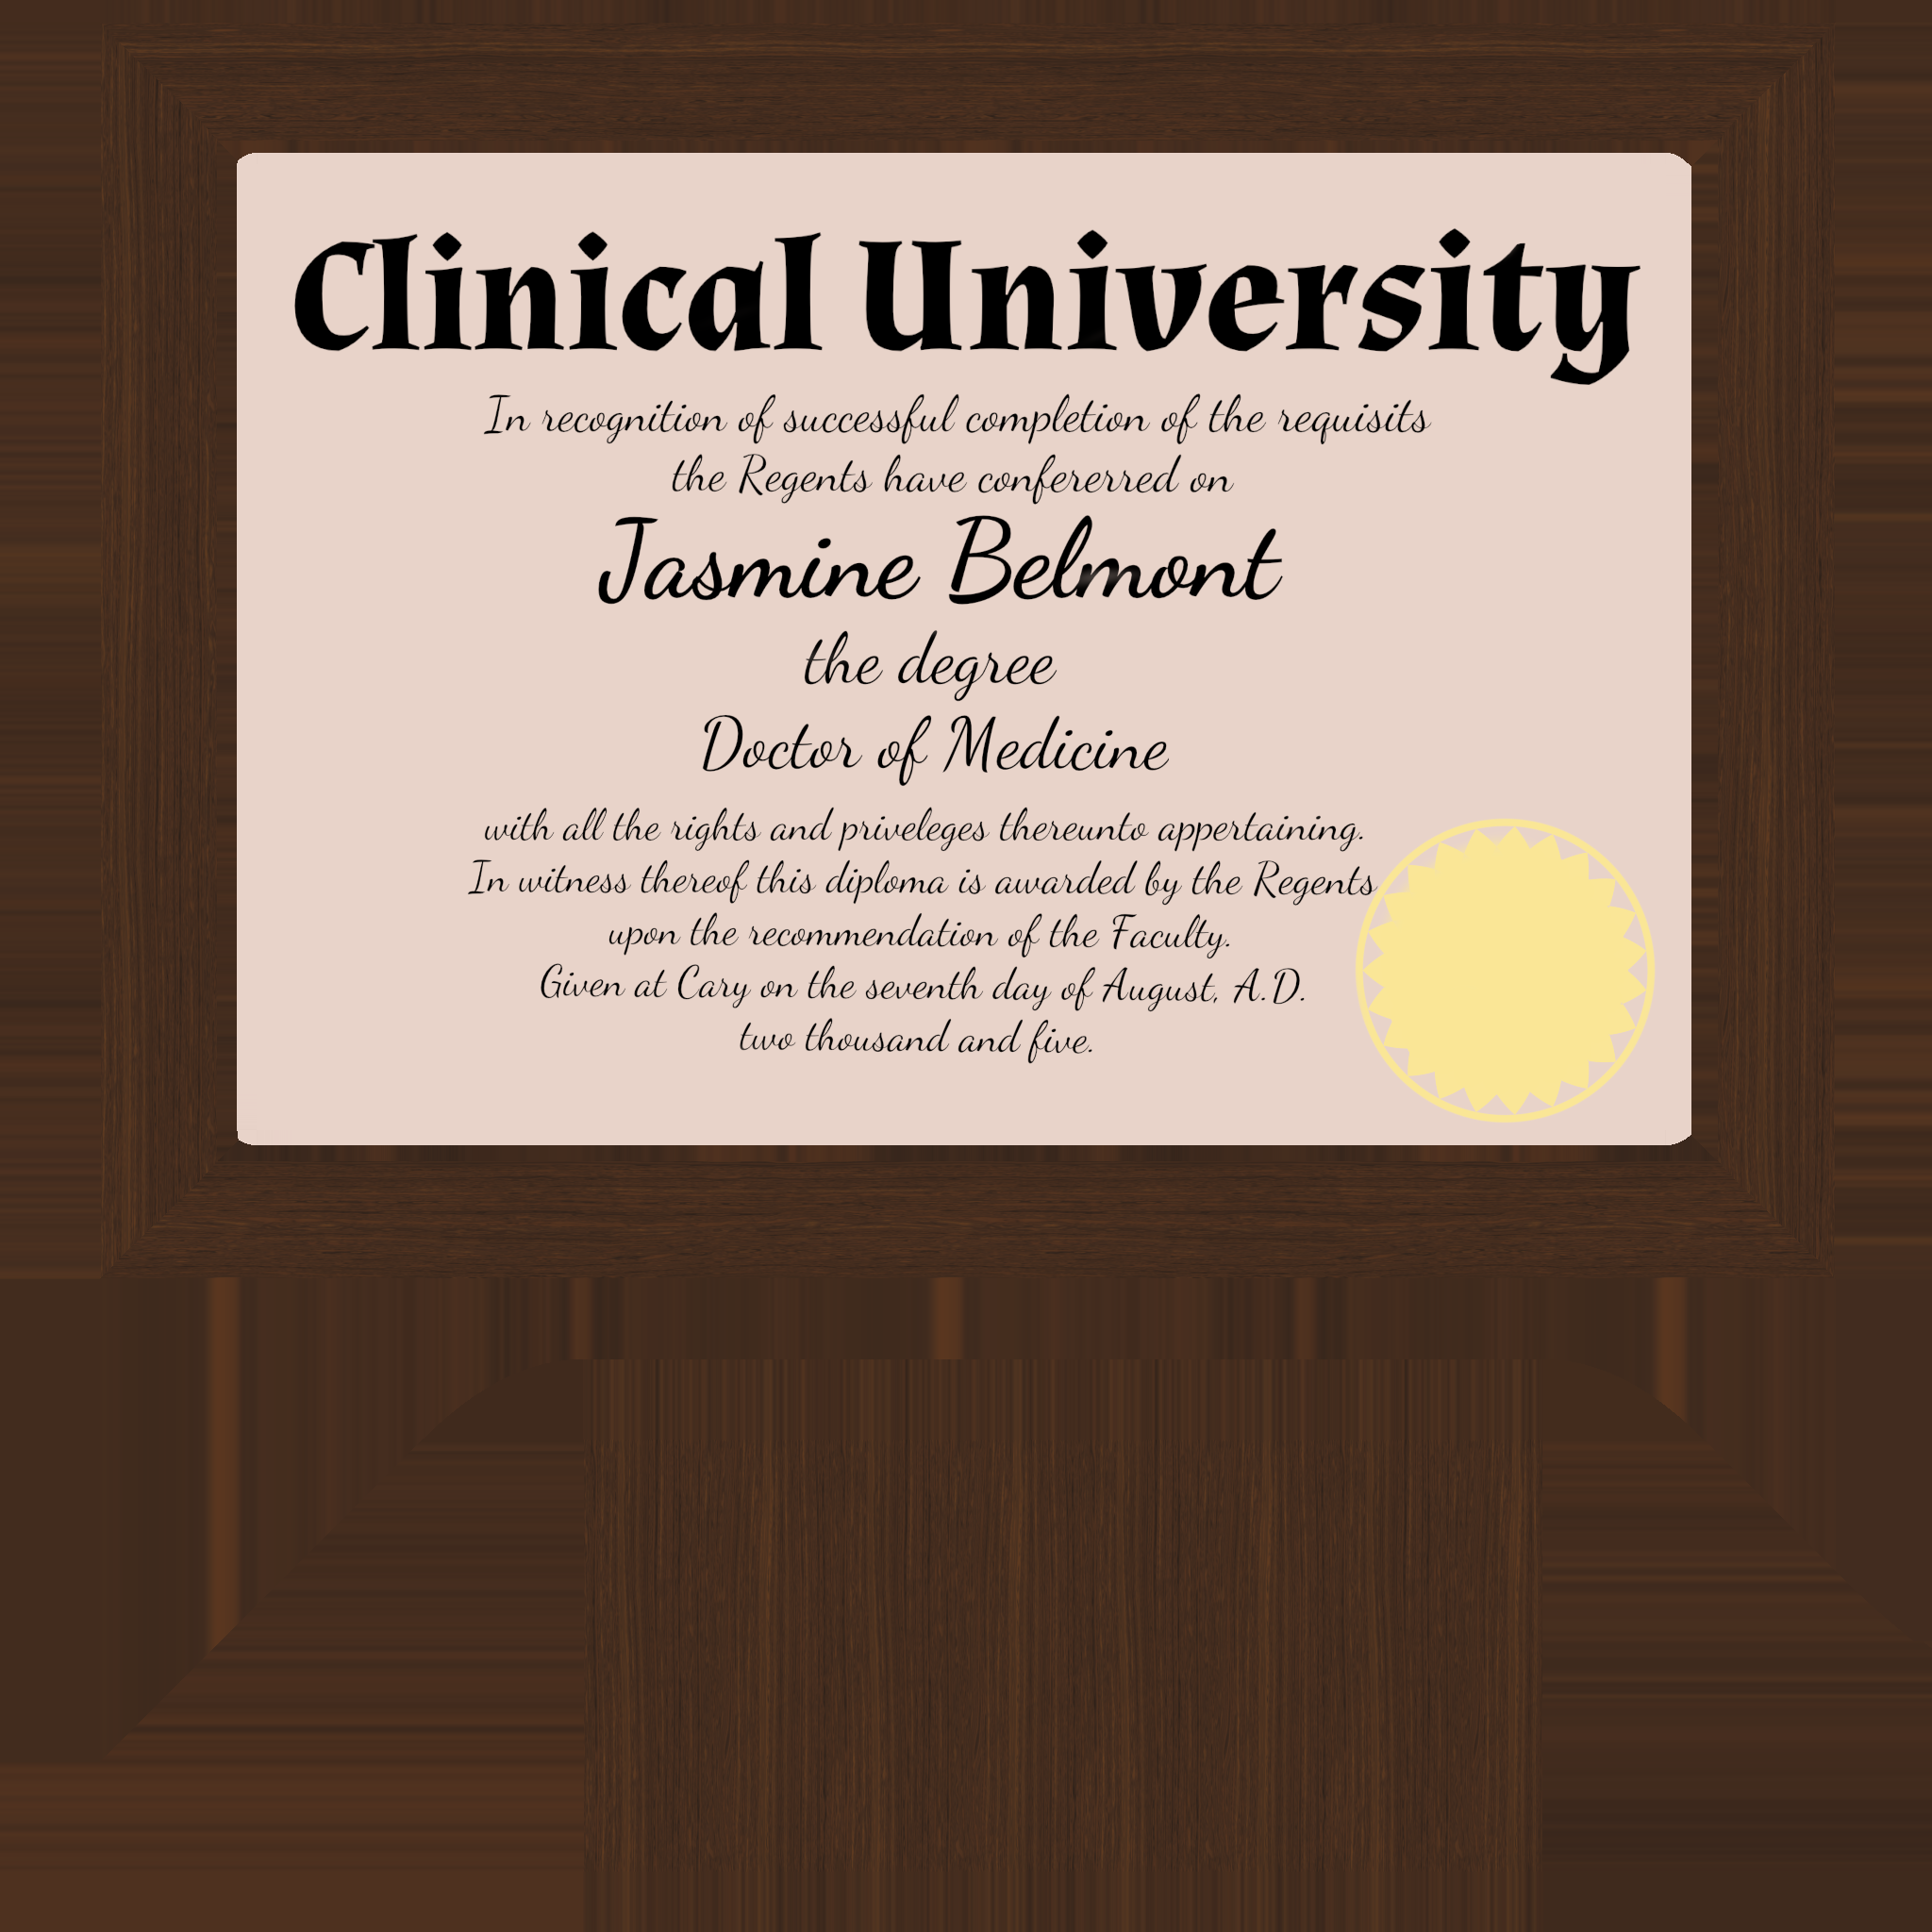 Clinical University
In recognition of successful completion of the requisits
the Regents have confererred on
Jasmine Belmont
the degree
Doctor of Medicine
with all the rights and priveleges thereunto appertaining.
In witness thereof this diploma is awarded by the Regents
upon the recommendation of the Faculty.
Given at Cary on the seventh day of August, A.D.
two thousand and five.